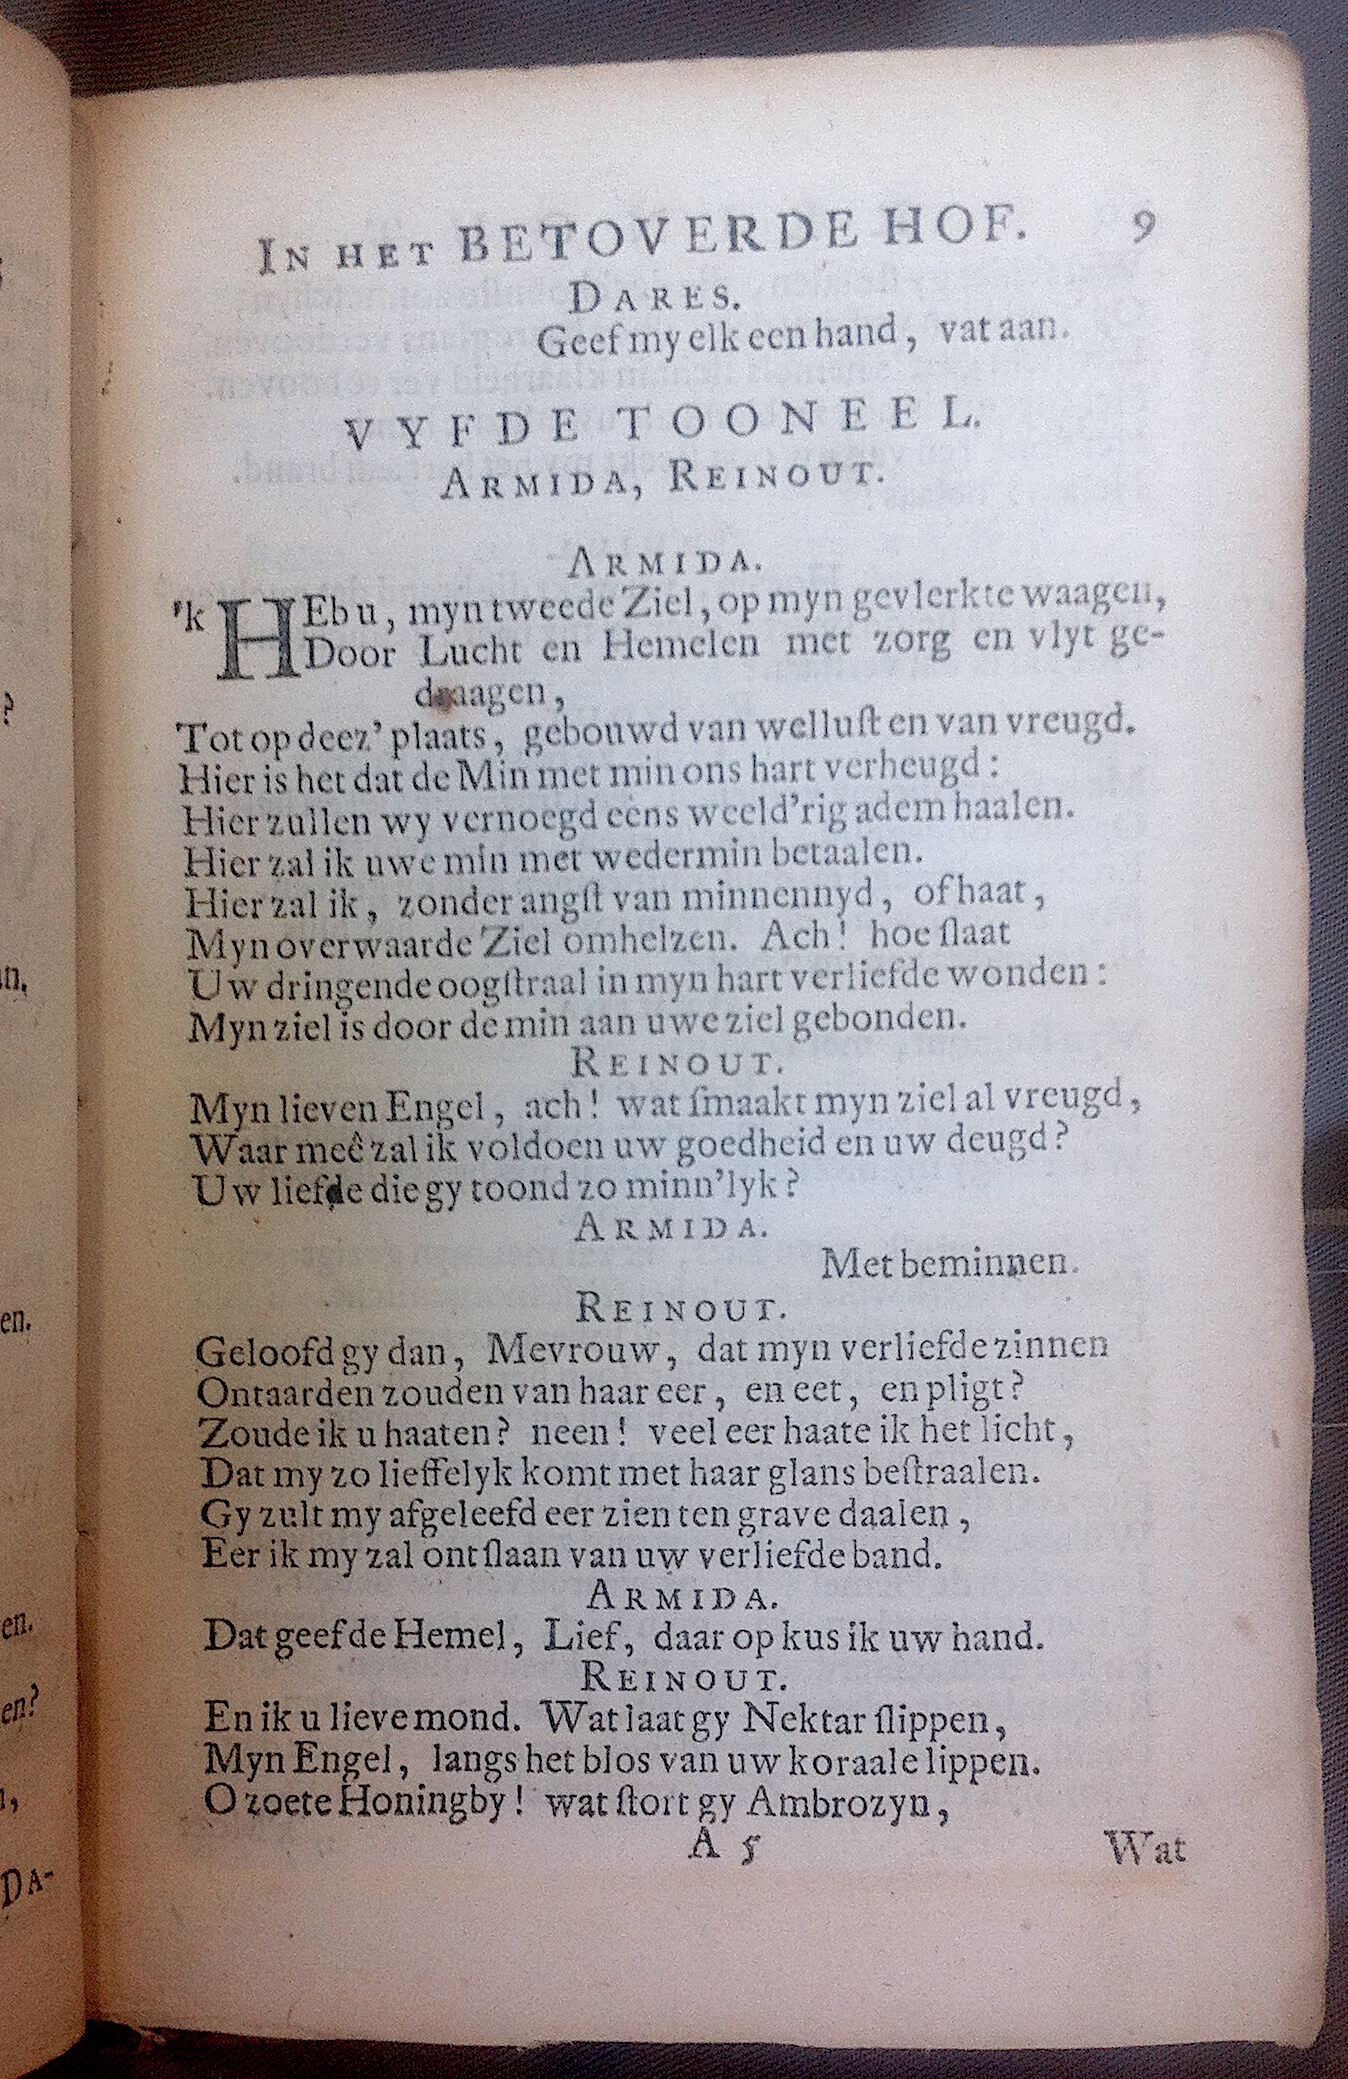 IN HET BETOVERDE HOF. 9
DARES.
Geef my elk een hand, vat aan.
VYFDE TOONEEL.
ARMIDA, REINOUT.
ARMIDA.
'k HEb u, myn tweede Ziel, op myn gevlerkte waagen,
Door Lucht en Hemelen met zorg en vlyt ge-
draagen,
Tot op deez' plaats, gebouwd van welluſt en van vreugd.
Hier is het dat de Min met min ons hart verheugd:
Hier zullen wy vernoegd eens weeld'rig adem haalen.
Hier zal ik uwe min met wedermin betaalen.
Hier zal ik, zonder angſt van minnennyd, of haat,
Myn overwaarde Ziel omhelzen. Ach! hoe ſlaat
Uw dringende oogſtraal in myn hart verliefde wonden:
Myn ziel is door de min aan uwe ziel gebonden.
REINOUT.
Myn lieven Engel, ach! wat ſmaakt myn ziel al vreugd,
Waar meê zal ik voldoen uw goedheid en uw deugd?
Uw liefde die gy toond zo minn'lyk?
ARMIDA.
Met beminnen.
REINOUT.
Geloofd gy dan, Mevrouw, dat myn verliefde zinnen
Ontaarden zouden van haar eer, en eet, en pligt?
Zoude ik u haaten? neen! veel eer haate ik het licht,
Dat my zo lieffelyk komt met haar glans beſtraalen.
Gy zult my afgeleefd eer zien ten grave daalen,
Eer ik my zal ontſlaan van uw verliefde band.
ARMIDA.
Dat geef de Hemel, Lief, daar op kus ik uw hand.
REINOUT.
En ik u lieve mond. Wat laat gy Nektar ſlippen,
Myn Engel, langs het blos van uw koraale lippen.
O zoete Honingby! wat ſtort gy Ambrozyn,
A 5 Wat
?
en.
en.
en?
DA-